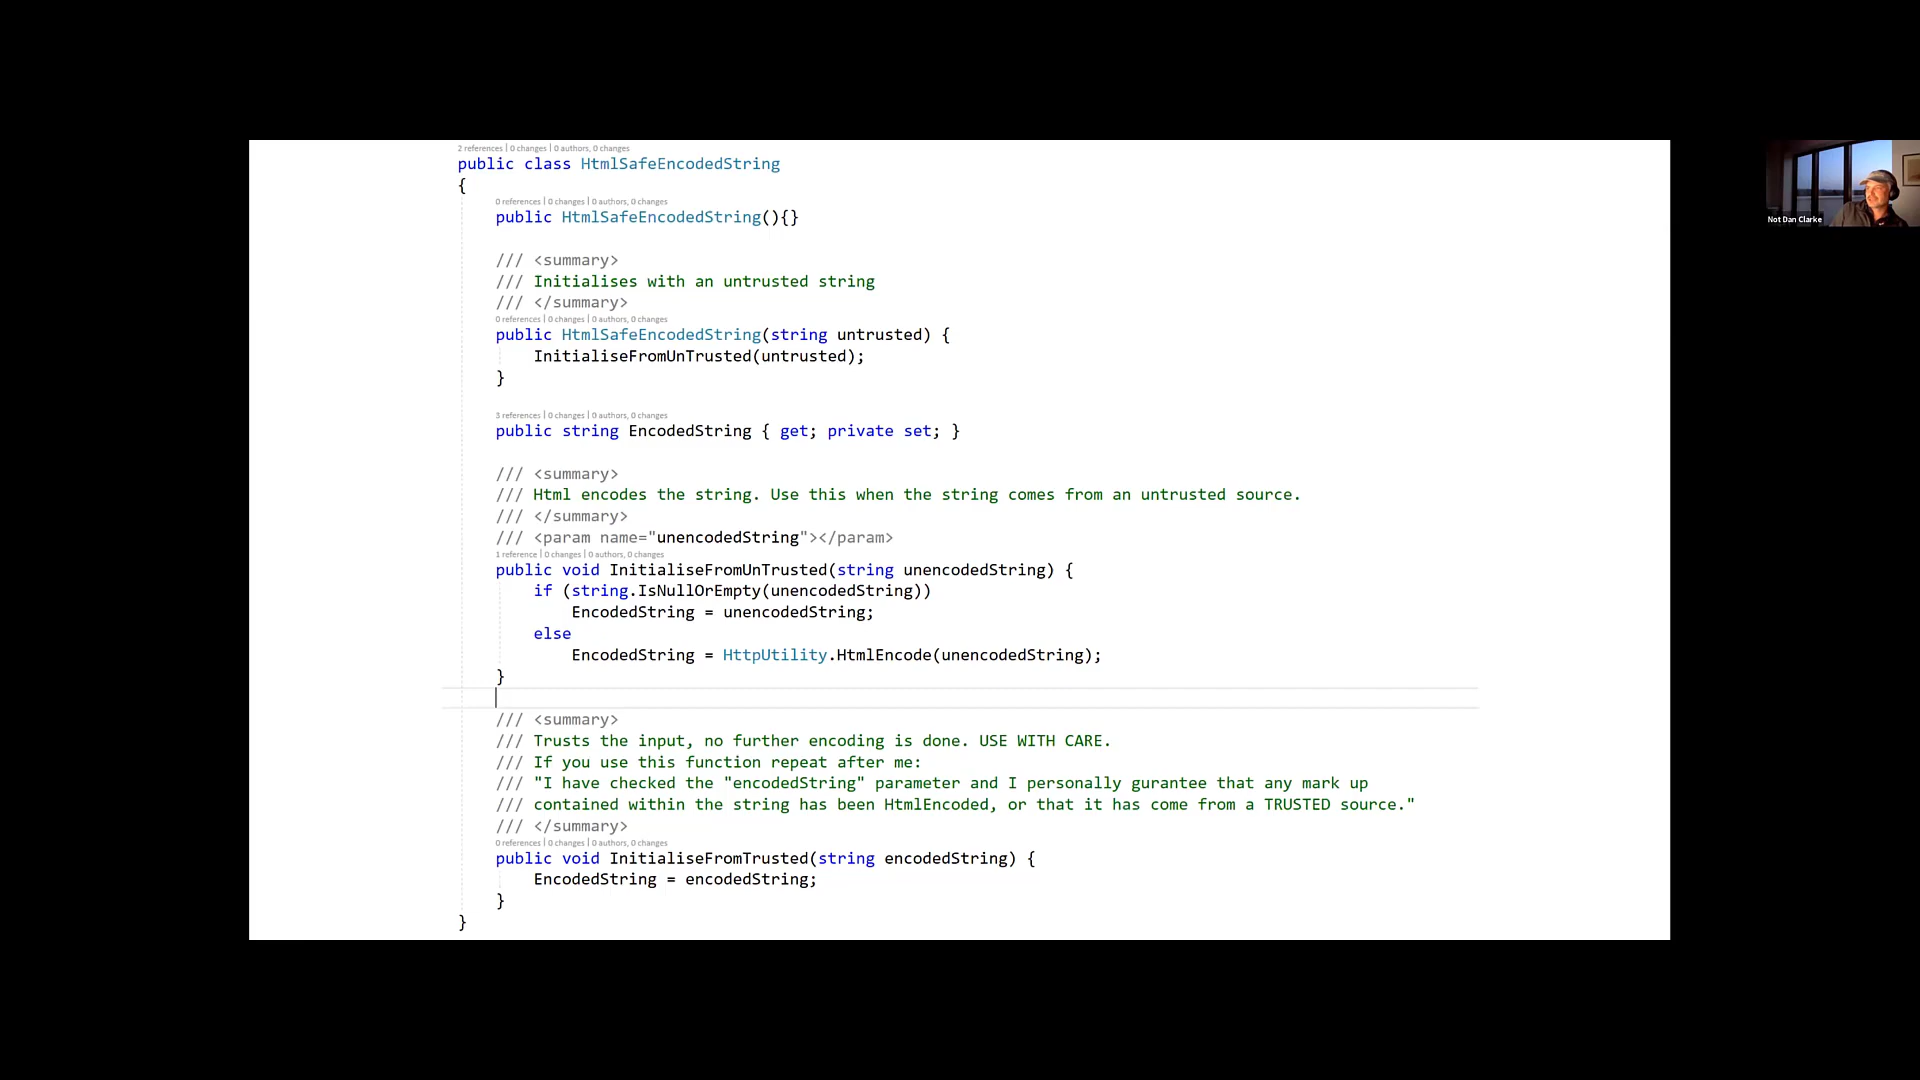 2 references | 0 changes | 0 authors, 0 changes
public class HtmlSafeEncodedString
{
0 references | 0 changes | 0 authors, 0 changes
public HtmlSafeEncodedString(){}
/// <summary>
/// Initialises with an untrusted string
/// </summary>
0 references | 0 changes | 0 authors, 0 changes
public HtmlSafeEncodedString(string untrusted) {
InitialiseFromUnTrusted(untrusted);
}
3 references | 0 changes | 0 authors, 0 changes
public string EncodedString { get; private set; }
/// <summary>
/// Html encodes the string. Use this when the string comes from an untrusted source.
/// </summary>
/// <param name="unencodedString"></param>
1 reference | 0 changes | 0 authors, 0 changes
public void InitialiseFromUnTrusted(string unencodedString) {
if (string.IsNullOrEmpty(unencodedString))
EncodedString = unencodedString;
else
EncodedString = HttpUtility.HtmlEncode(unencodedString);
}
/// <summary>
/// Trusts the input, no further encoding is done. USE WITH CARE.
/// If you use this function repeat after me:
/// "I have checked the "encodedString" parameter and I personally gurantee that any mark up
/// contained within the string has been HtmlEncoded, or that it has come from a TRUSTED source."
/// </summary>
0 references | 0 changes | 0 authors, 0 changes
public void InitialiseFromTrusted(string encodedString) {
EncodedString = encodedString;
}
}
Not Dan Clarke